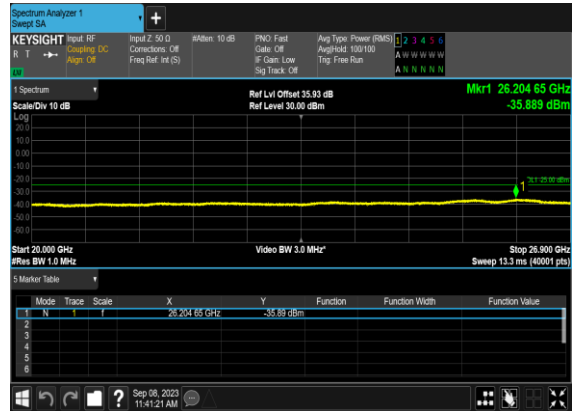 Spectrum Analyzer 1
Swept SA
KEYSIGHT Input: RF Input Z: 50 Ω #Atten: 10 dB PNO: Fast Avg Type: Power (RMS) 1 2 3 4 5 6
R T Coupling: DC Corrections: Off Gate: Off Avg|Hold: 100/100 A W W W W W
Align: Off Freq Ref: Int (S) IF Gain: Low Trig: Free Run
Sig Track: Off A N N N N N
1 Spectrum Ref Lvl Offset 35.93 dB Mkr1 26.204 65 GHz
Scale/Div 10 dB Ref Level 30.00 dBm -35.889 dBm
Log
20.0
10.0
0.00
-10.0
-20.0
DL1 -25.00 dBm
-30.0
1
-40.0
-50.0
-60.0
Start 20.000 GHz Video BW 3.0 MHz* Stop 26.900 GHz
#Res BW 1.0 MHz Sweep 13.3 ms (40001 pts)
5 Marker Table
Mode Trace Scale X Y Function Function Width Function Value
1 N 1 f 26.204 65 GHz -35.89 dBm
2
3
4
5
6
? Sep 08, 2023
11:41:21 AM